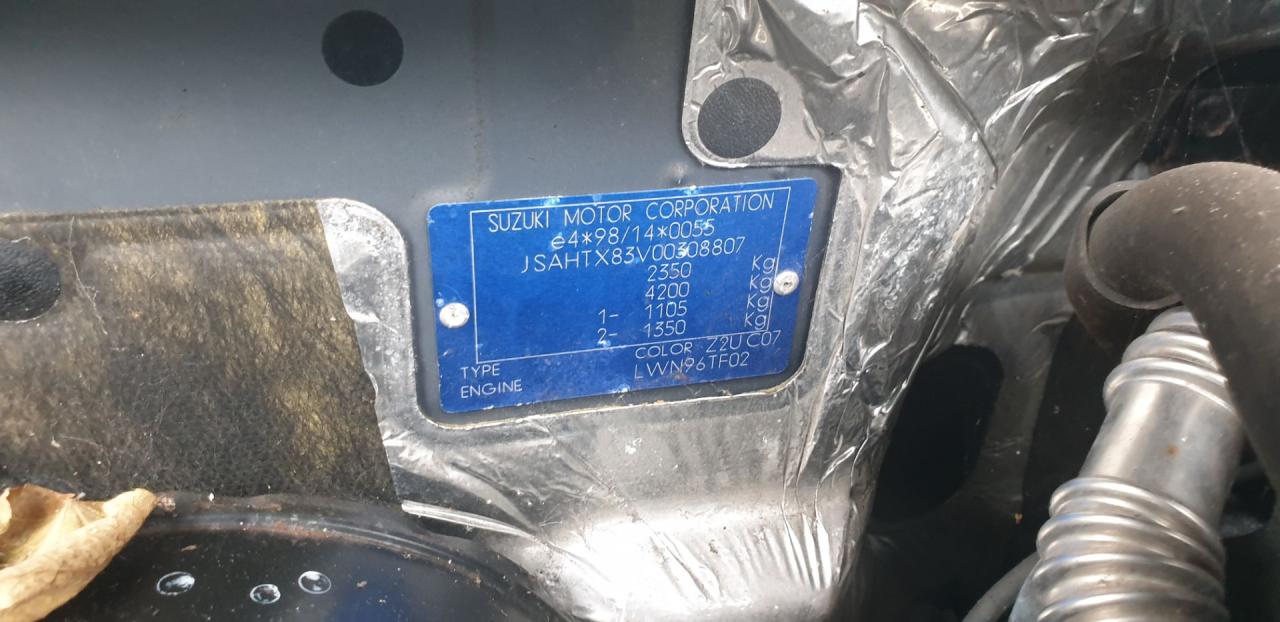 SUZUKI MOTOR CORPORATION
e4*98/14*0055
JSAHTX83V00308807
2350 Kg
4200 Kg
1- 1105 Kg
2- 1350 Kg
COLOR Z2U C07
TYPE LWN96TF02
ENGINE